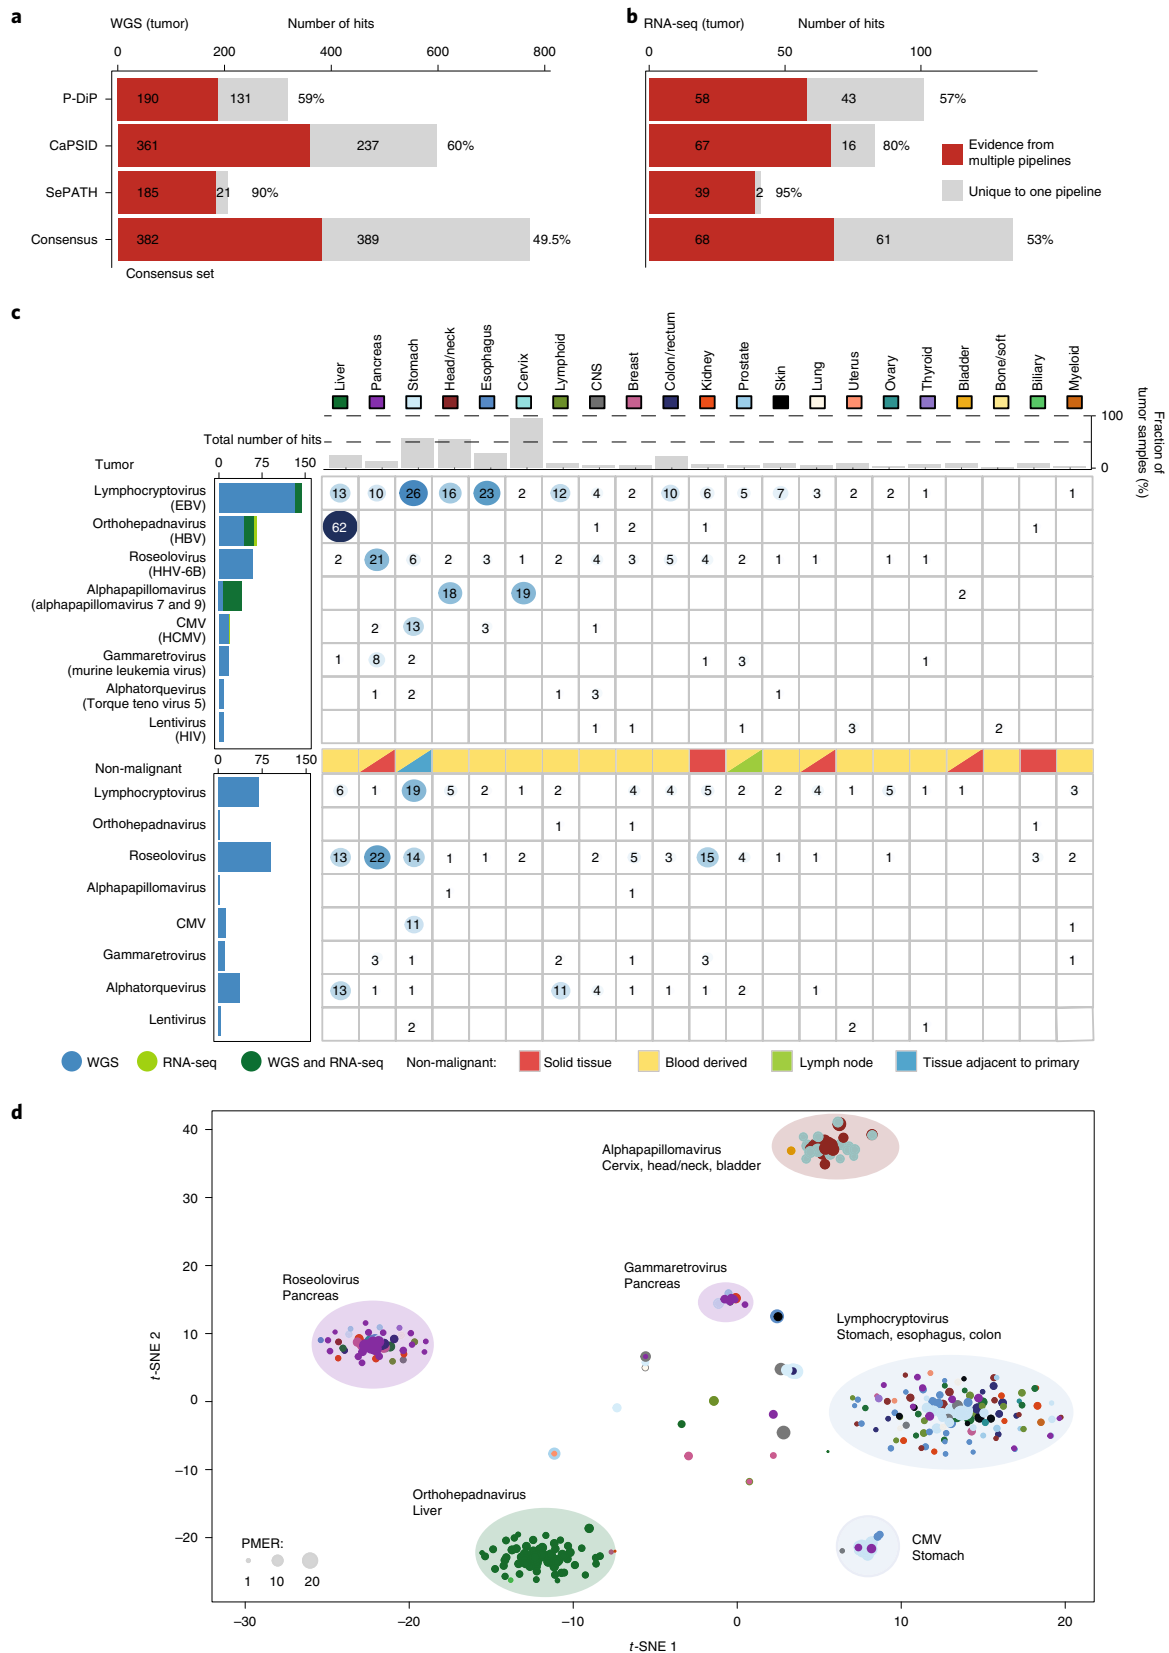 a
WGS (tumor)
Number of hits
0 200 400 600 800
P-DiP 190 131 59%
CaPSID 361 237 60%
SePATH 185 21 90%
Consensus 382 389 49.5%
Consensus set
b
RNA-seq (tumor)
Number of hits
0 50 100
58 43 57%
67 16 80%
39 2 95%
68 61 53%
Evidence from
multiple pipelines
Unique to one pipeline
c
Liver
Pancreas
Stomach
Head/neck
Esophagus
Cervix
Lymphoid
CNS
Breast
Colon/rectum
Kidney
Prostate
Skin
Lung
Uterus
Ovary
Thyroid
Bladder
Bone/soft
Biliary
Myeloid
100
0
Fraction of
tumor samples (%)
Total number of hits
Tumor
0 75 150
Lymphocryptovirus
(EBV)
13 10 26 16 23 2 12 4 2 10 6 5 7 3 2 2 1 1
Orthohepadnavirus
(HBV)
62 1 2 1 1
Roseolovirus
(HHV-6B)
2 21 6 2 3 1 2 4 3 5 4 2 1 1 1 1
Alphapapillomavirus
(alphapapillomavirus 7 and 9)
18 19 2
CMV
(HCMV)
2 13 3 1
Gammaretrovirus
(murine leukemia virus)
1 8 2 1 3 1
Alphatorquevirus
(Torque teno virus 5)
1 2 1 3 1
Lentivirus
(HIV)
1 1 1 3 2
Non-malignant
0 75 150
Lymphocryptovirus 6 1 19 5 2 1 2 4 4 5 2 2 4 1 5 1 1 3
Orthohepadnavirus 1 1 1
Roseolovirus 13 22 14 1 1 2 2 5 3 15 4 1 1 1 3 2
Alphapapillomavirus 1 1
CMV 11 1
Gammaretrovirus 3 1 2 1 3 1
Alphatorquevirus 13 1 1 11 4 1 1 1 2 1
Lentivirus 2 2 1
WGS RNA-seq WGS and RNA-seq Non-malignant: Solid tissue Blood derived Lymph node Tissue adjacent to primary
d
t-SNE 2
40
30
20
10
0
−10
−20
Alphapapillomavirus
Cervix, head/neck, bladder
Gammaretrovirus
Pancreas
Roseolovirus
Pancreas
Lymphocryptovirus
Stomach, esophagus, colon
Orthohepadnavirus
Liver
CMV
Stomach
PMER:
1 10 20
−30 −20 −10 0 10 20
t-SNE 1